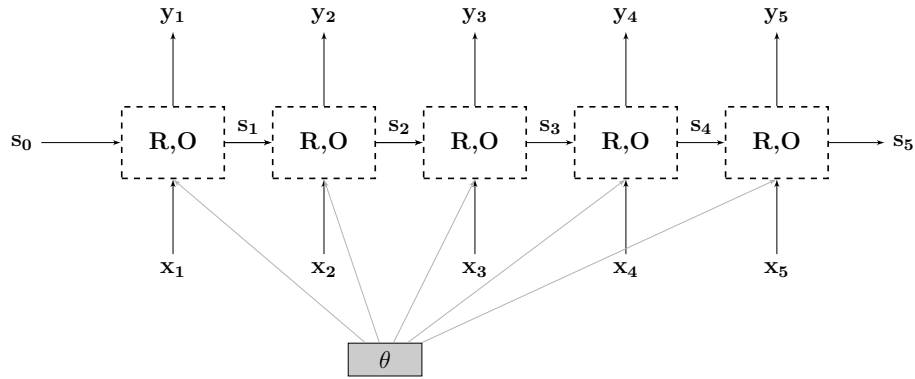 y₁ y₂ y₃ y₄ y₅
s₀ R,O s₁ R,O s₂ R,O s₃ R,O s₄ R,O s₅
x₁ x₂ x₃ x₄ x₅
θ